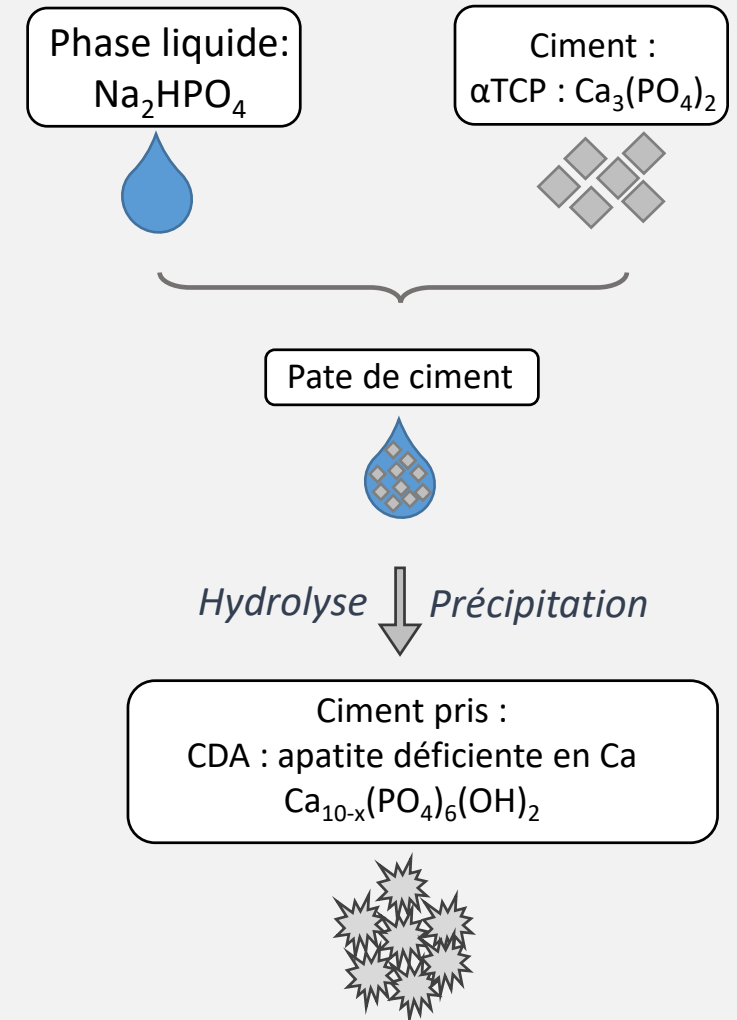 Phase liquide:
Na₂HPO₄
Ciment :
αTCP : Ca₃(PO₄)₂
Pate de ciment
Hydrolyse Précipitation
Ciment pris :
CDA : apatite déficiente en Ca
Ca₁₀₋ₓ(PO₄)₆(OH)₂